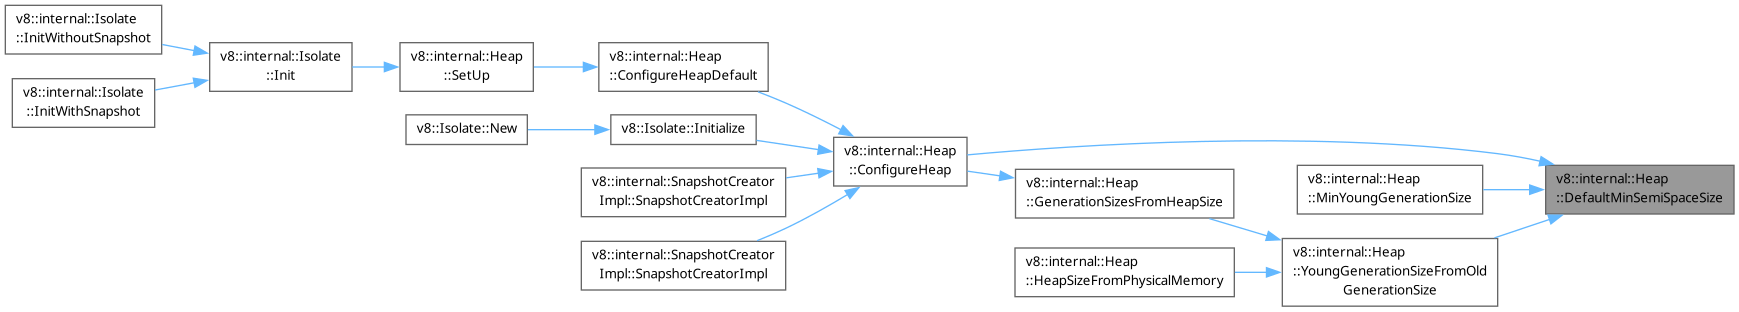 v8::internal::Isolate
::InitWithoutSnapshot
v8::internal::Isolate
::InitWithSnapshot
v8::internal::Isolate
::Init
v8::internal::Heap
::SetUp
v8::Isolate::New
v8::internal::Heap
::ConfigureHeapDefault
v8::Isolate::Initialize
v8::internal::SnapshotCreator
Impl::SnapshotCreatorImpl
v8::internal::SnapshotCreator
Impl::SnapshotCreatorImpl
v8::internal::Heap
::ConfigureHeap
v8::internal::Heap
::GenerationSizesFromHeapSize
v8::internal::Heap
::HeapSizeFromPhysicalMemory
v8::internal::Heap
::MinYoungGenerationSize
v8::internal::Heap
::YoungGenerationSizeFromOld
GenerationSize
v8::internal::Heap
::DefaultMinSemiSpaceSize